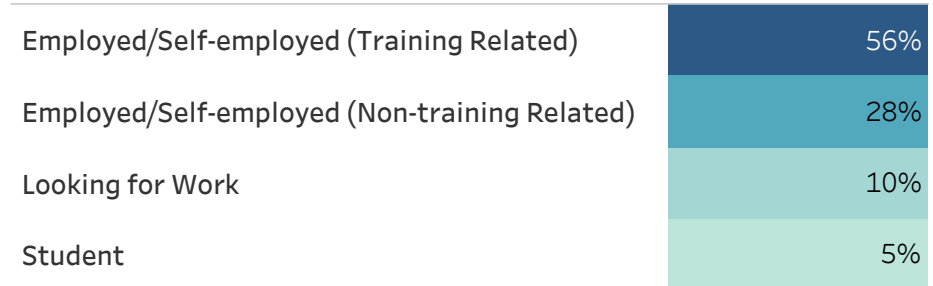 Employed/Self-employed (Training Related) 56%
Employed/Self-employed (Non-training Related) 28%
Looking for Work 10%
Student 5%